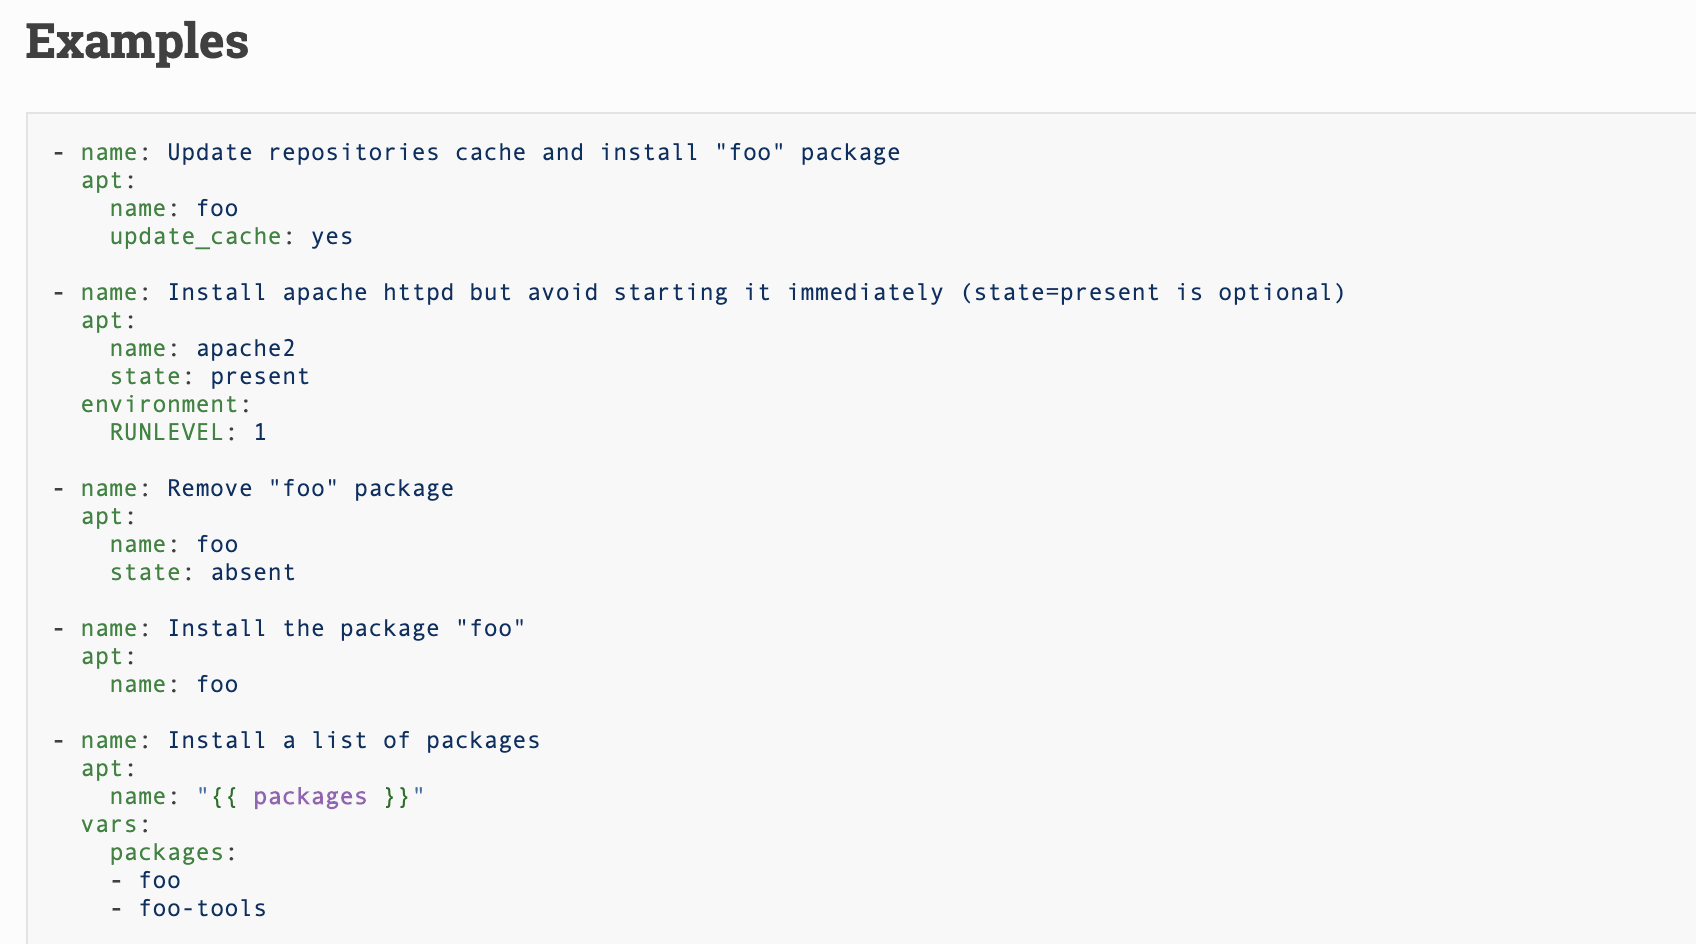 Examples
- name: Update repositories cache and install "foo" package
  apt:
    name: foo
    update_cache: yes
- name: Install apache httpd but avoid starting it immediately (state=present is optional)
  apt:
    name: apache2
    state: present
  environment:
    RUNLEVEL: 1
- name: Remove "foo" package
  apt:
    name: foo
    state: absent
- name: Install the package "foo"
  apt:
    name: foo
- name: Install a list of packages
  apt:
    name: "{{ packages }}"
  vars:
    packages:
    - foo
    - foo-tools